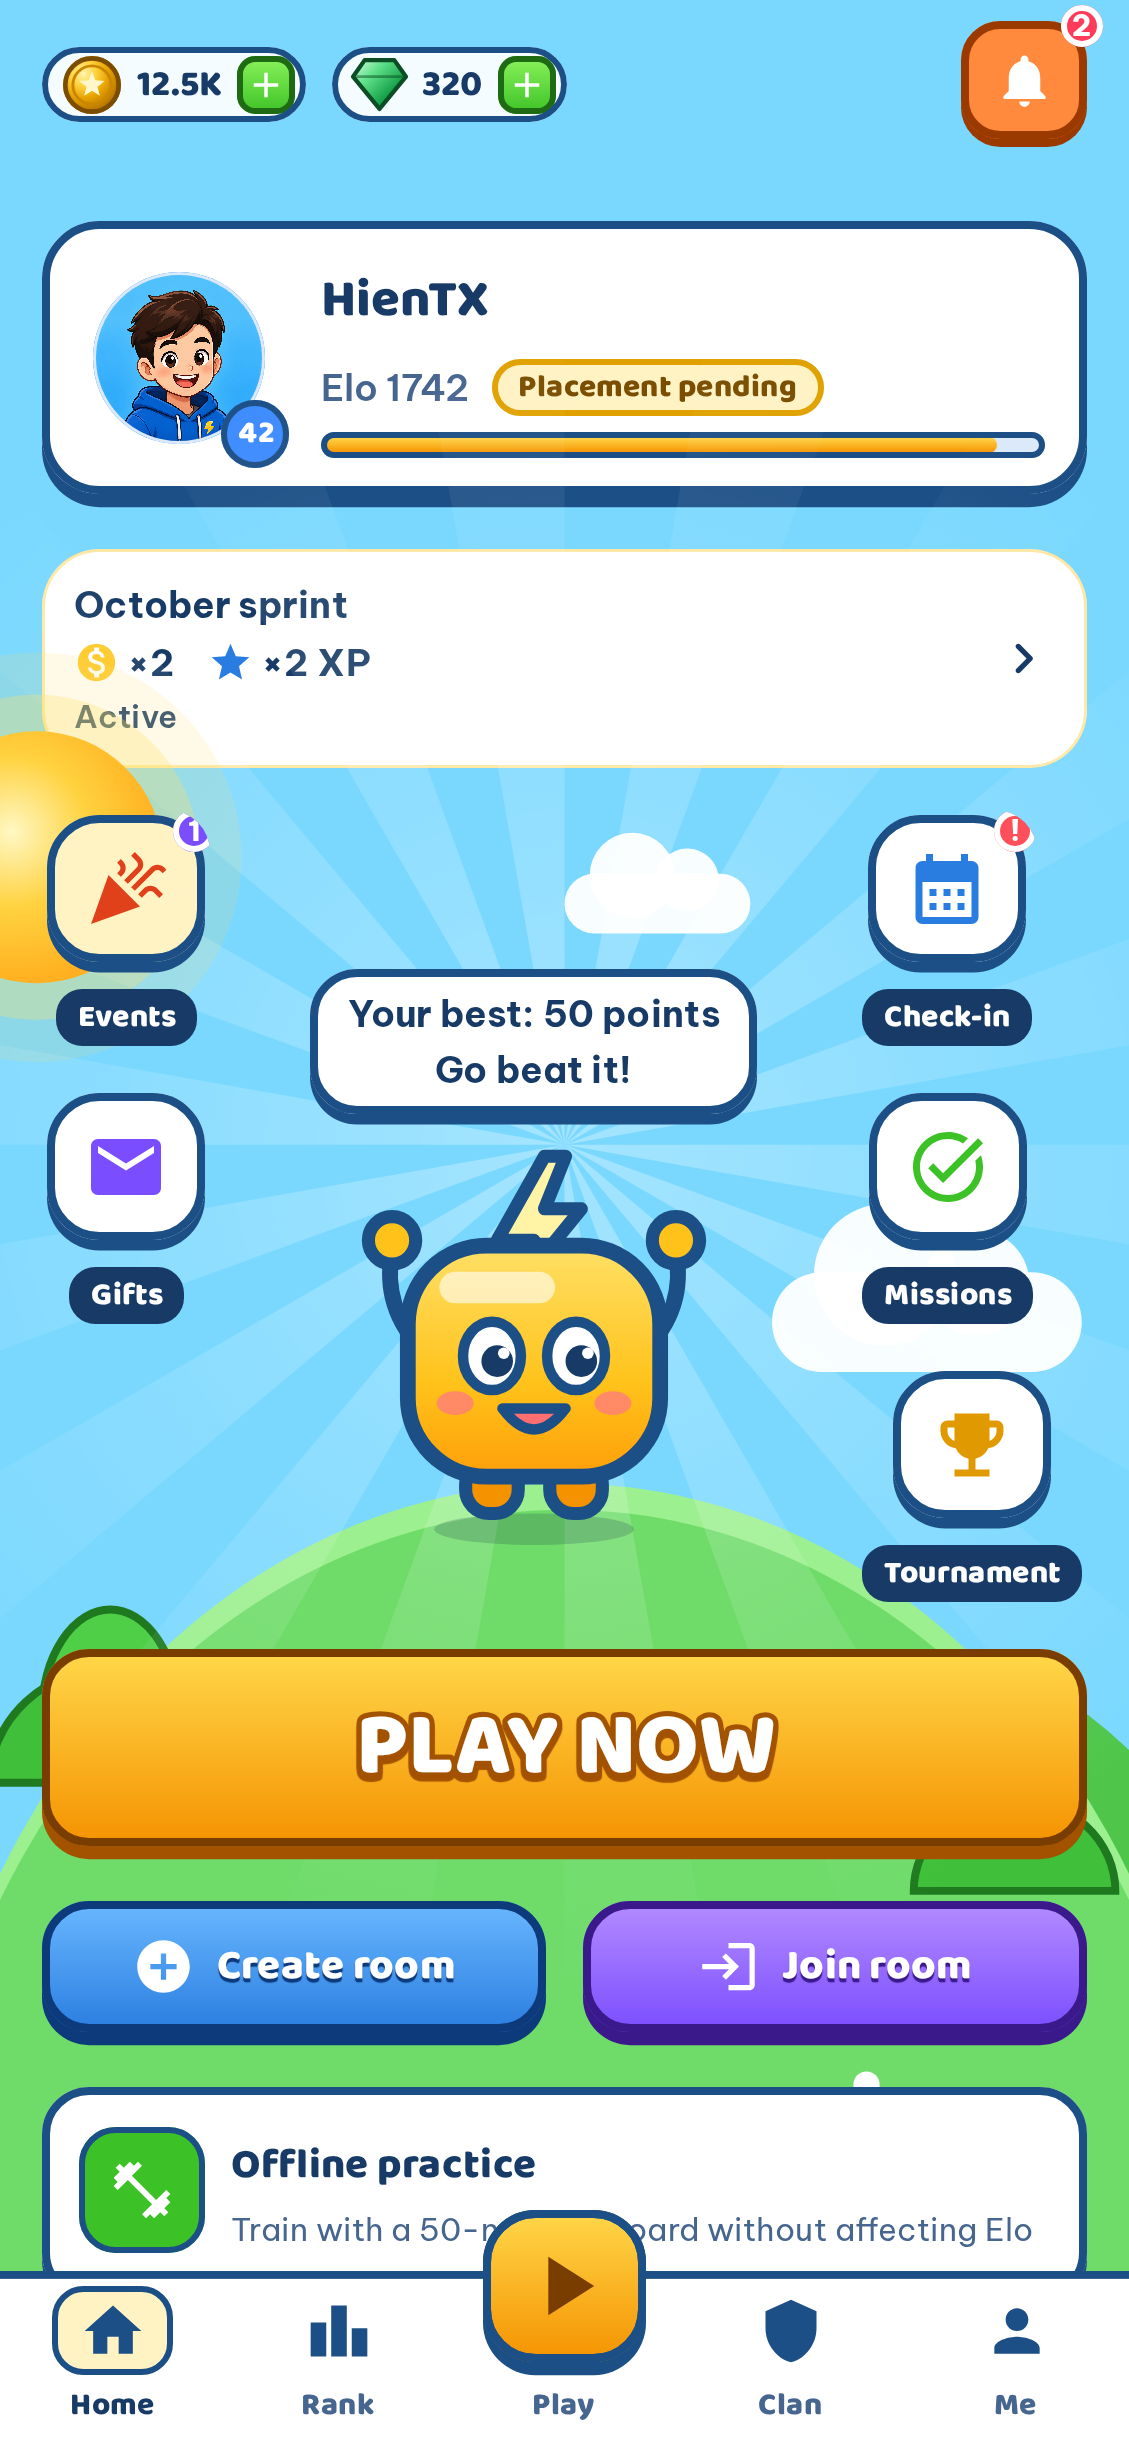 12.5K
320
2
HienTX
Elo 1742
Placement pending
42
October sprint
×2
×2 XP
Active
1
!
Events
Check-in
Your best: 50 points
Go beat it!
Gifts
Missions
Tournament
PLAY NOW
Create room
Join room
Offline practice
Train with a 50-n
oard without affecting Elo
Home
Rank
Play
Clan
Me